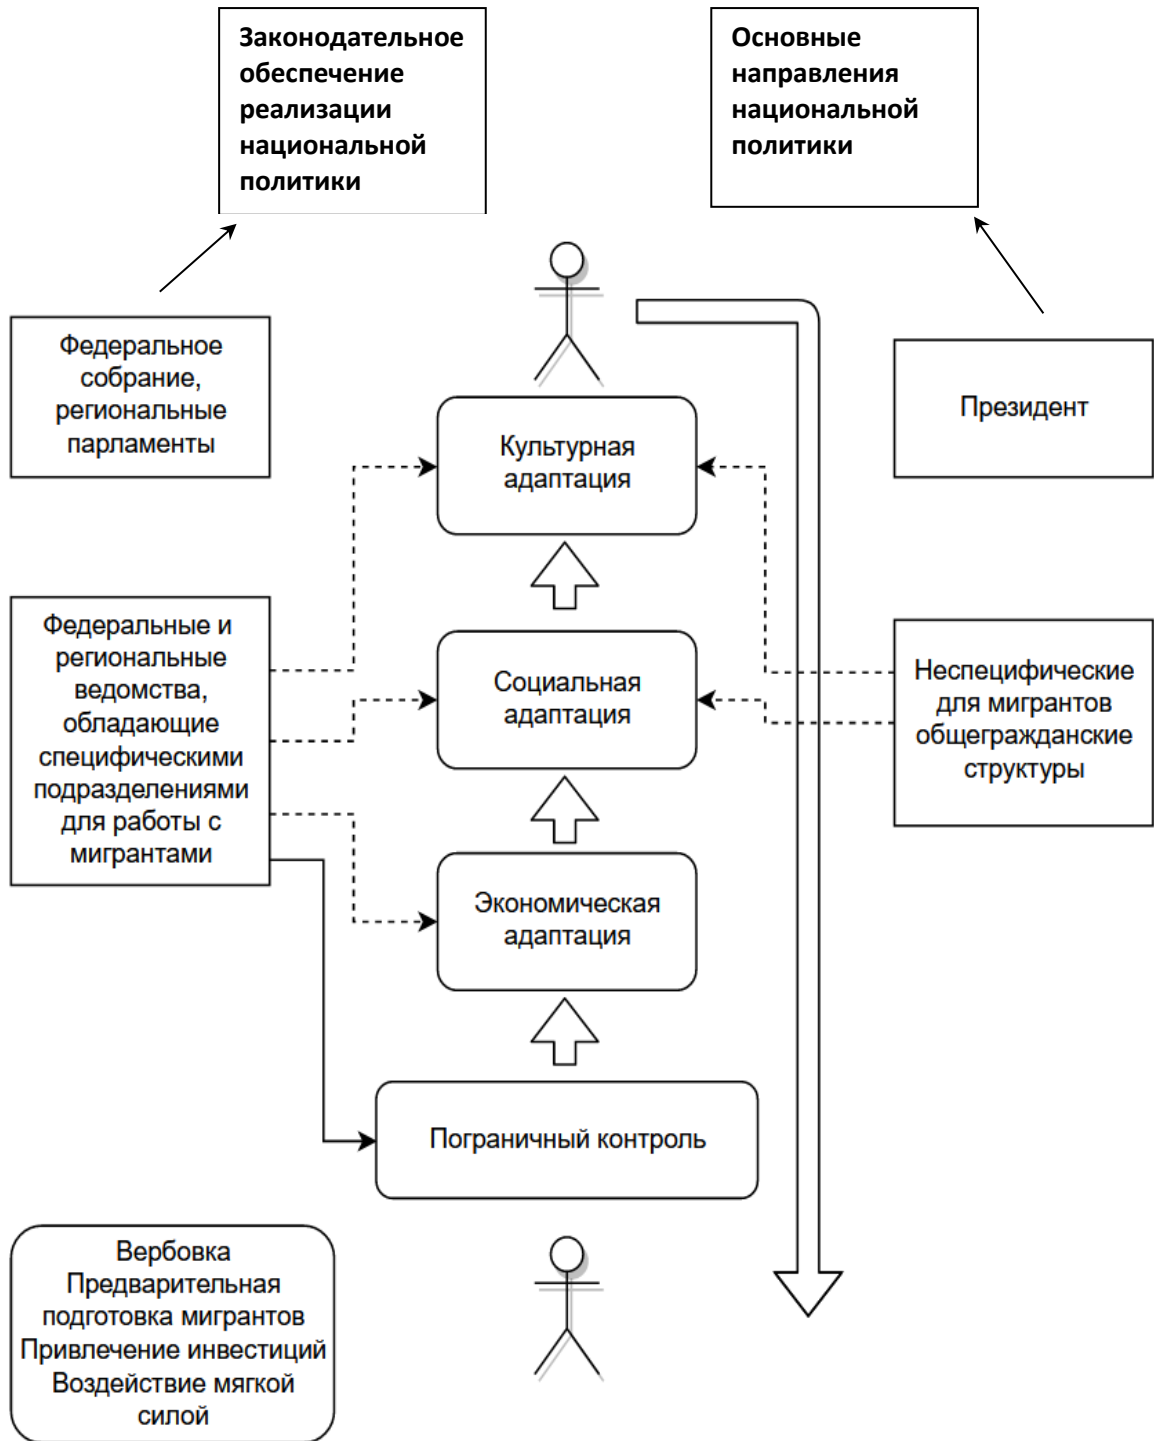 Законодательное
обеспечение
реализации
национальной
политики
Основные
направления
национальной
политики
Федеральное
собрание,
региональные
парламенты
Президент
Культурная
адаптация
Федеральные и
региональные
ведомства,
обладающие
специфическими
подразделениями
для работы с
мигрантами
Социальная
адаптация
Неспецифические
для мигрантов
общегражданские
структуры
Экономическая
адаптация
Пограничный контроль
Вербовка
Предварительная
подготовка мигрантов
Привлечение инвестиций
Воздействие мягкой
силой